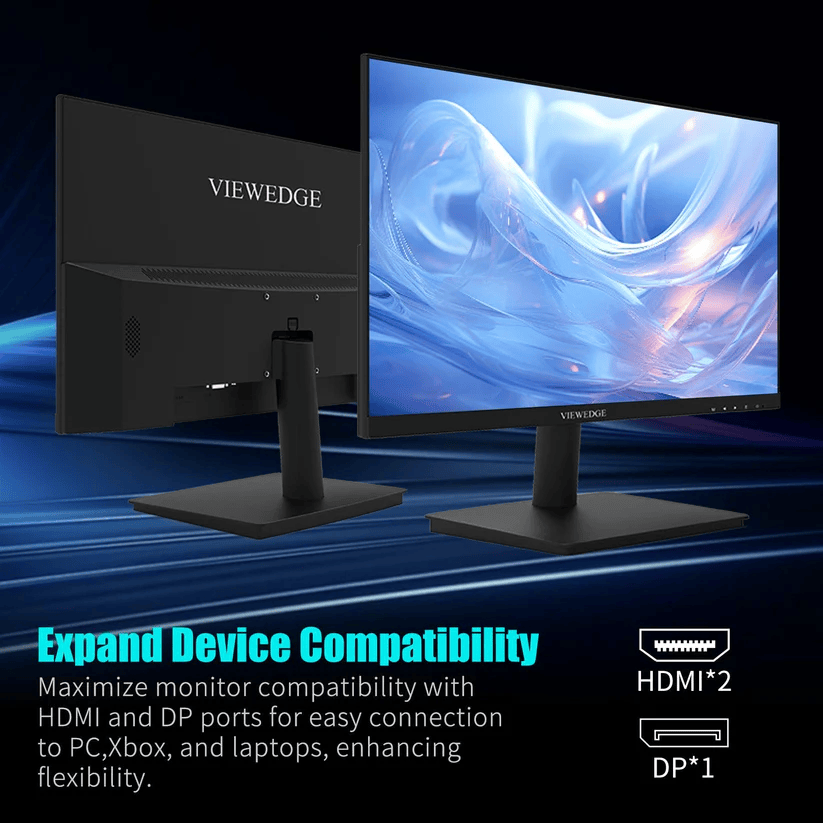 VIEWEDGE
VIEWEDGE
Expand Device Compatibility
Maximize monitor compatibility with
HDMI and DP ports for easy connection
to PC,Xbox, and laptops, enhancing
flexibility.
HDMI*2
DP*1